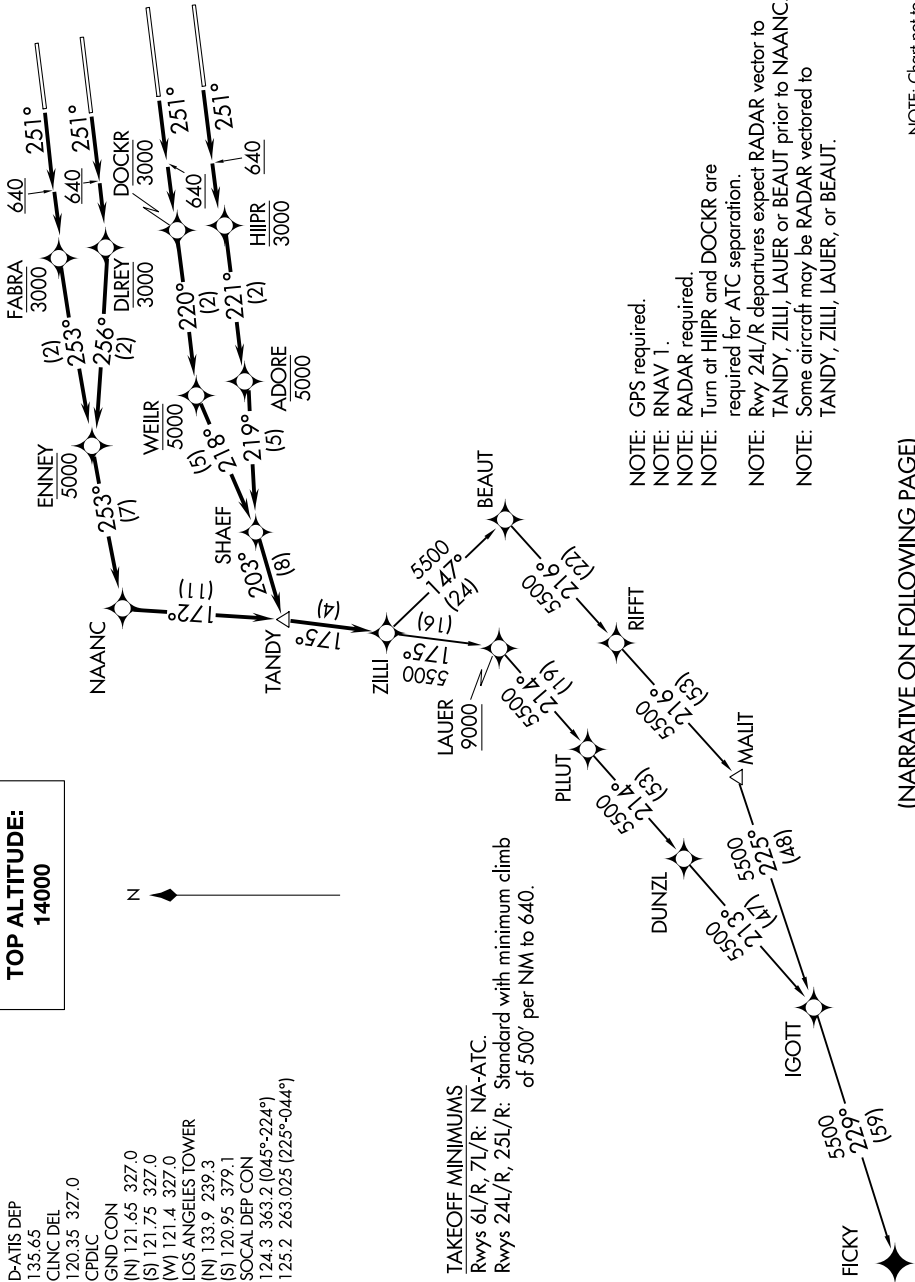 TOP ALTITUDE:
14000
D-ATIS DEP
135.65
CLNC DEL
120.35 327.0
CPDLC
GND CON
(N) 121.65 327.0
(S) 121.75 327.0
(W) 121.4 327.0
LOS ANGELES TOWER
(N) 133.9 239.3
(S) 120.95 379.1
SOCAL DEP CON
124.3 363.2 (045°-224°)
125.2 263.025 (225°-044°)
N
TAKEOFF MINIMUMS
Rwys 6L/R, 7L/R: NA-ATC.
Rwys 24L/R, 25L/R: Standard with minimum climb
of 500' per NM to 640.
FABRA
3000
640
251°
640
251°
DLREY
3000
DOCKR
3000
640
251°
640
251°
HIIPR
3000
(2)
253°
256°
(2)
220°
(2)
221°
(2)
ENNEY
5000
WEILR
5000
ADORE
5000
253°
(7)
(5)
218°
219°
(5)
NAANC
SHAEF
172°
(11)
203°
(8)
TANDY
175°
(4)
ZILLI
5500
175°
(16)
5500
147°
(24)
LAUER
9000
BEAUT
5500
214°
(19)
5500
216°
(22)
PLLUT
RIFFT
5500
214°
(53)
5500
216°
(53)
DUNZL
MALIT
5500
213°
(47)
5500
225°
(48)
IGOTT
5500
229°
(59)
FICKY
NOTE: GPS required.
NOTE: RNAV 1.
NOTE: RADAR required.
NOTE: Turn at HIIPR and DOCKR are
required for ATC separation.
NOTE: Rwy 24L/R departures expect RADAR vector to
TANDY, ZILLI, LAUER or BEAUT prior to NAANC.
NOTE: Some aircraft may be RADAR vectored to
TANDY, ZILLI, LAUER, or BEAUT.
(NARRATIVE ON FOLLOWING PAGE)
NOTE: Chart not to